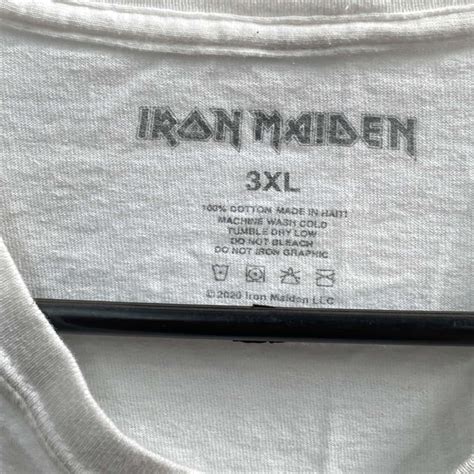 IRON MAIDEN
3XL
100% COTTON MADE IN HAITI
MACHINE WASH COLD
TUMBLE DRY LOW
DO NOT BLEACH
DO NOT IRON GRAPHIC
©2020 Iron Maiden LLC